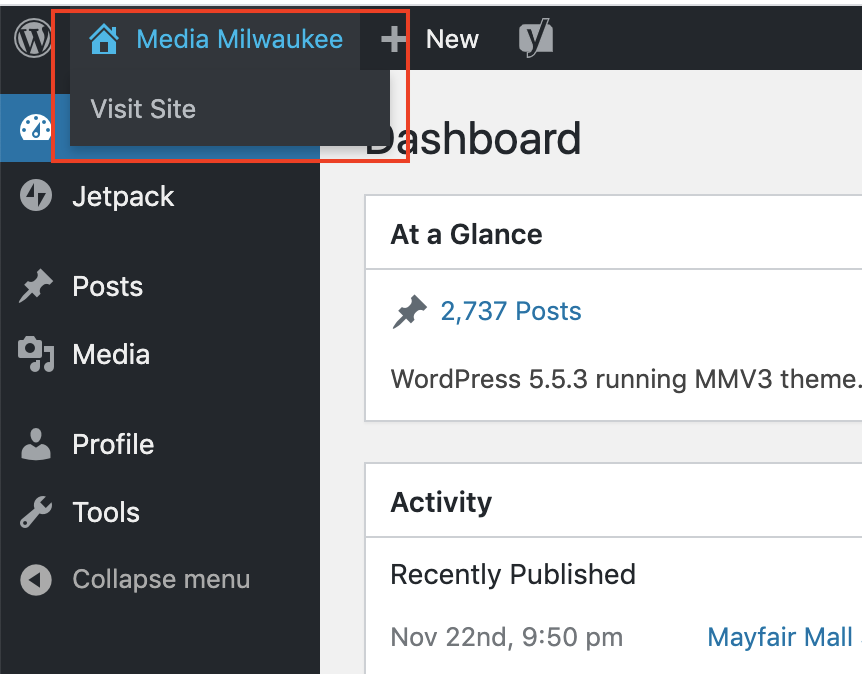 Media Milwaukee
New
Visit Site
Dashboard
Jetpack
Posts
Media
Profile
Tools
Collapse menu
At a Glance
2,737 Posts
WordPress 5.5.3 running MMV3 theme.
Activity
Recently Published
Nov 22nd, 9:50 pm Mayfair Mall